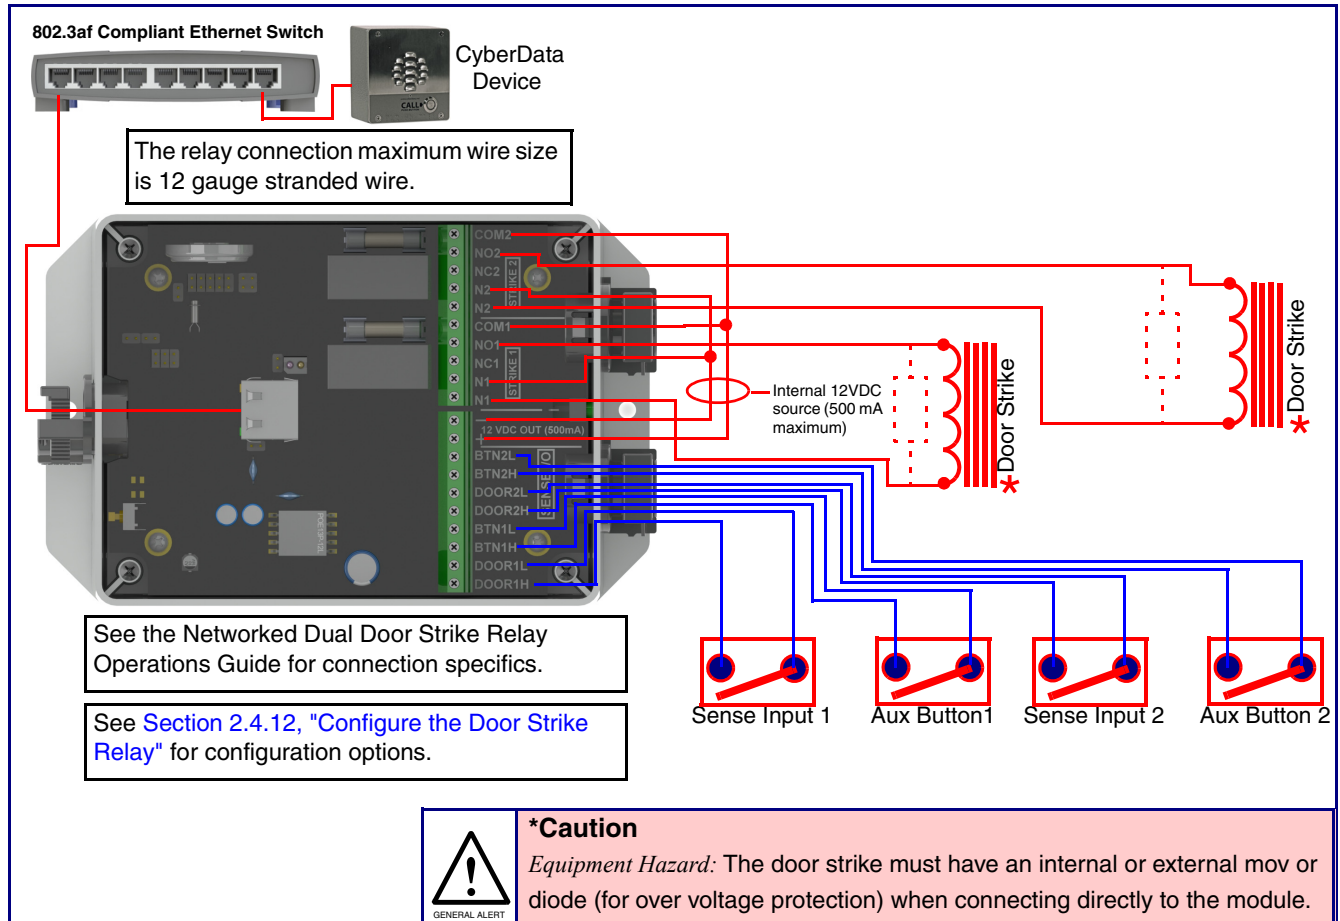 802.3af Compliant Ethernet Switch
CyberData
Device
CALL
The relay connection maximum wire size
is 12 gauge stranded wire.
COM2
NO2
NC2
N2
N2
STRIKE 2
COM1
NO1
NC1
N1
N1
STRIKE 1
-
12 VDC OUT (500mA)
+
BTN2L
BTN2H
DOOR2L
DOOR2H
BTN1L
BTN1H
DOOR1L
DOOR1H
Internal 12VDC
source (500 mA
maximum)
*Door Strike
*Door Strike
Sense Input 1
Aux Button1
Sense Input 2
Aux Button 2
See the Networked Dual Door Strike Relay
Operations Guide for connection specifics.
See Section 2.4.12, "Configure the Door Strike
Relay" for configuration options.
GENERAL ALERT
*Caution
Equipment Hazard: The door strike must have an internal or external mov or
diode (for over voltage protection) when connecting directly to the module.